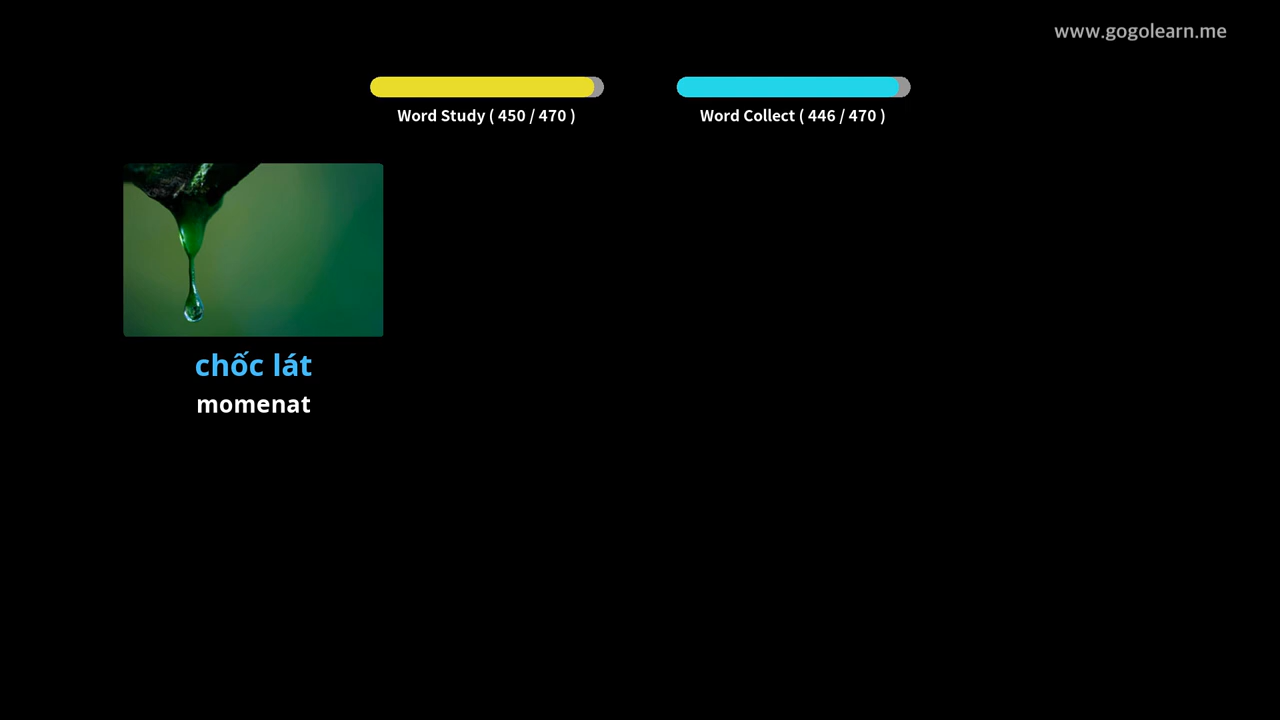 www.gogolearn.me
Word Study ( 450 / 470 )
Word Collect ( 446 / 470 )
chốc lát
momenat